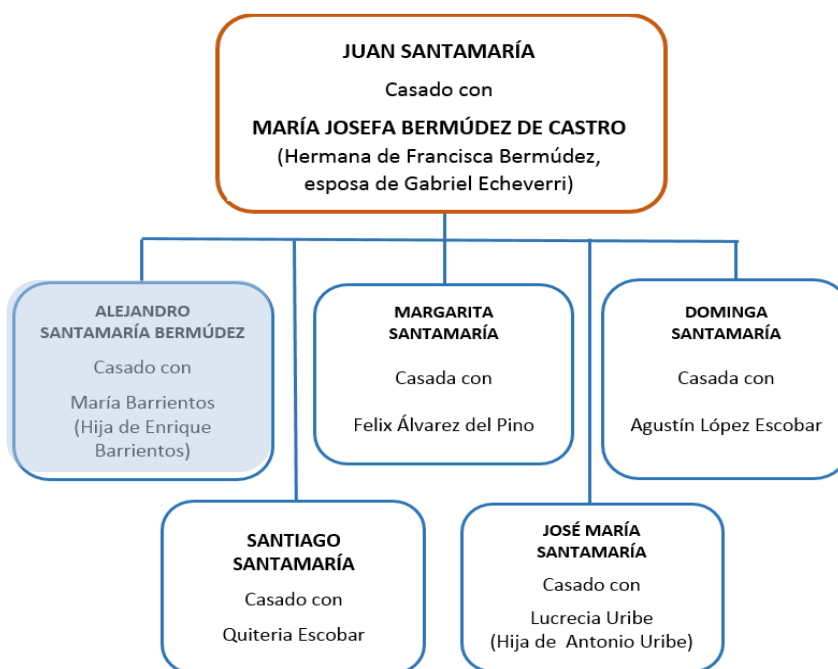 JUAN SANTAMARÍA
Casado con
MARÍA JOSEFA BERMÚDEZ DE CASTRO
(Hermana de Francisca Bermúdez,
esposa de Gabriel Echeverri)
ALEJANDRO
SANTAMARÍA BERMÚDEZ
Casado con
María Barrientos
(Hija de Enrique
Barrientos)
MARGARITA
SANTAMARÍA
Casada con
Felix Álvarez del Pino
DOMINGA
SANTAMARÍA
Casada con
Agustín López Escobar
SANTIAGO
SANTAMARÍA
Casado con
Quiteria Escobar
JOSÉ MARÍA
SANTAMARÍA
Casado con
Lucrecia Uribe
(Hija de Antonio Uribe)